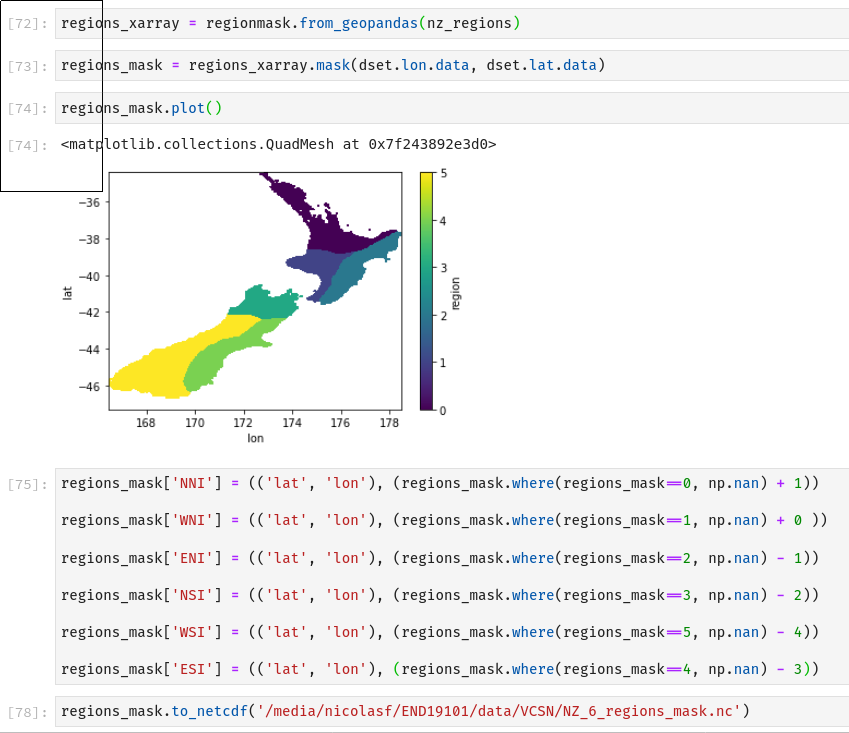 [72]: regions_xarray = regionmask.from_geopandas(nz_regions)
[73]: regions_mask = regions_xarray.mask(dset.lon.data, dset.lat.data)
[74]: regions_mask.plot()
[74]: <matplotlib.collections.QuadMesh at 0x7f243892e3d0>
5
−36
4
−38
3
−40
lat
region
−42
2
−44
1
−46
0
168 170 172 174 176 178
lon
[75]: regions_mask['NNI'] = (('lat', 'lon'), (regions_mask.where(regions_mask==0, np.nan) + 1))
regions_mask['WNI'] = (('lat', 'lon'), (regions_mask.where(regions_mask==1, np.nan) + 0 ))
regions_mask['ENI'] = (('lat', 'lon'), (regions_mask.where(regions_mask==2, np.nan) - 1))
regions_mask['NSI'] = (('lat', 'lon'), (regions_mask.where(regions_mask==3, np.nan) - 2))
regions_mask['WSI'] = (('lat', 'lon'), (regions_mask.where(regions_mask==5, np.nan) - 4))
regions_mask['ESI'] = (('lat', 'lon'), (regions_mask.where(regions_mask==4, np.nan) - 3))
[78]: regions_mask.to_netcdf('/media/nicolasf/END19101/data/VCSN/NZ_6_regions_mask.nc')